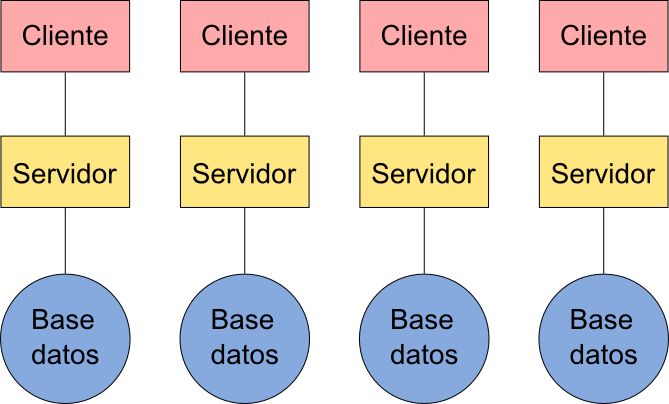 Cliente
Cliente
Cliente
Cliente
Servidor
Servidor
Servidor
Servidor
Base
datos
Base
datos
Base
datos
Base
datos